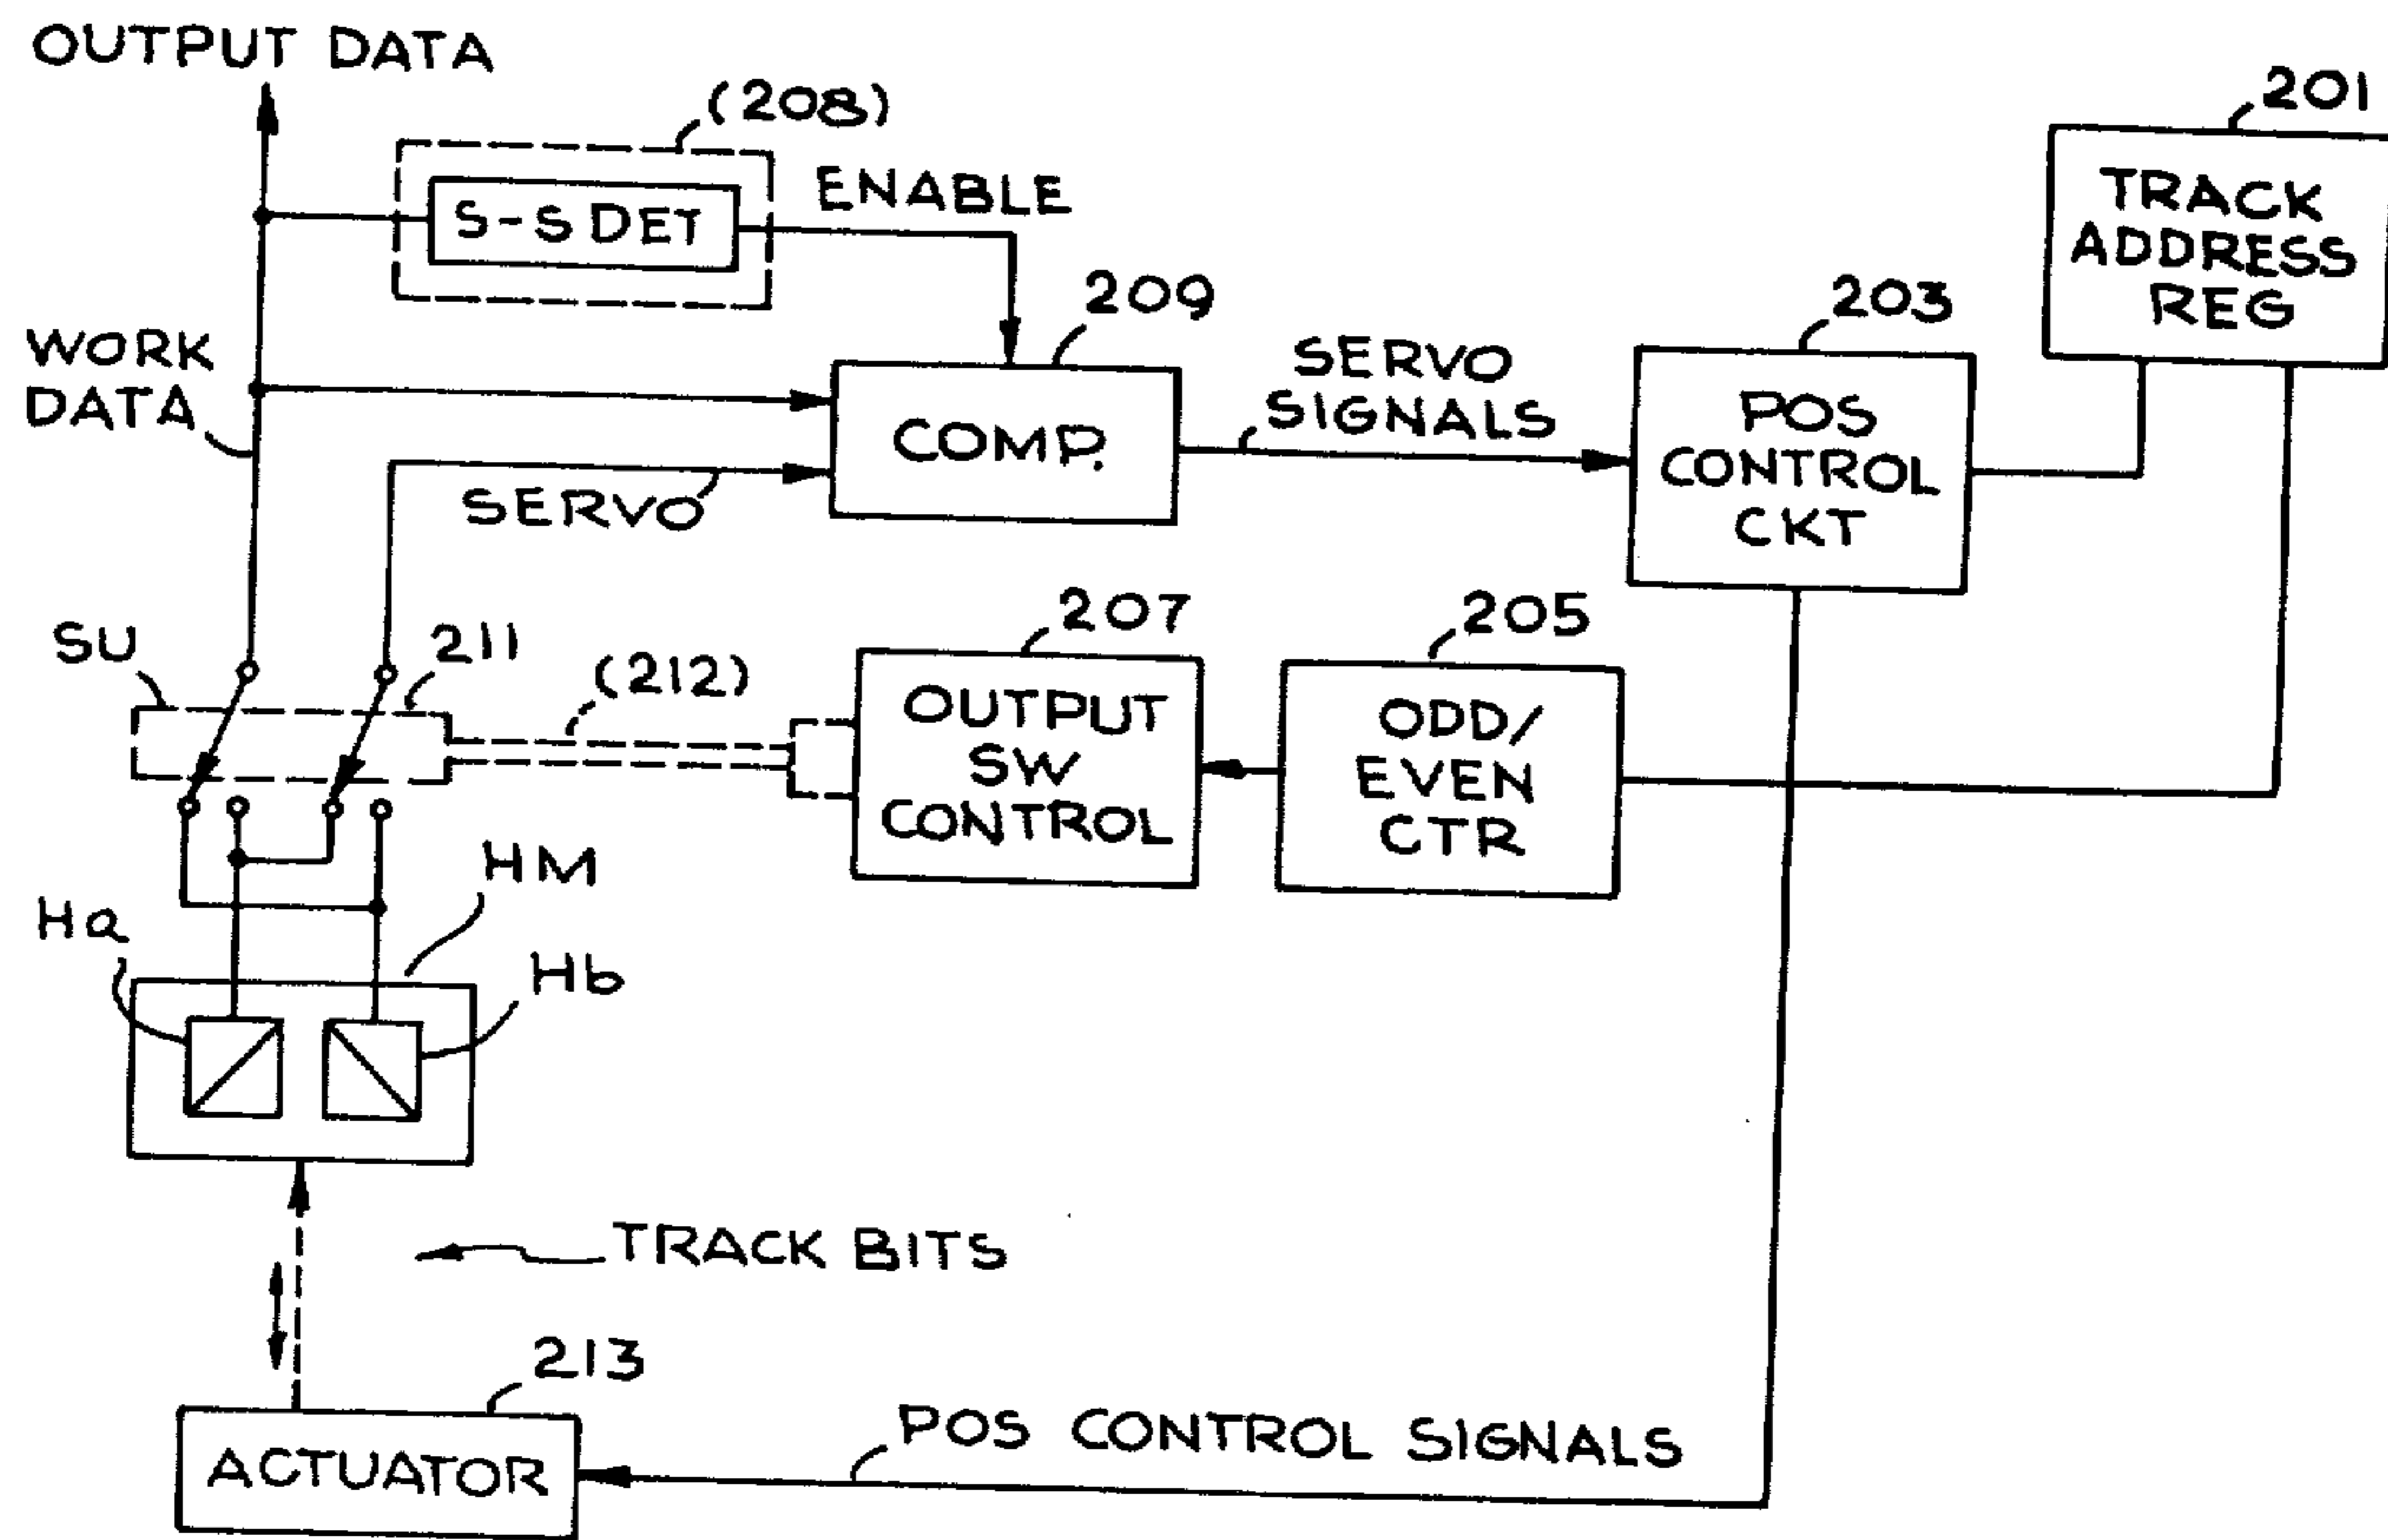 OUTPUT DATA
(208)
201
S-S DET
ENABLE
TRACK
ADDRESS
REG
209
203
WORK
DATA
SERVO
SIGNALS
COMP.
POS
CONTROL
CKT
SERVO
SU
211
(212)
207
205
OUTPUT
SW
CONTROL
ODD/
EVEN
CTR
HM
Ha
Hb
TRACK BITS
213
ACTUATOR
POS CONTROL SIGNALS